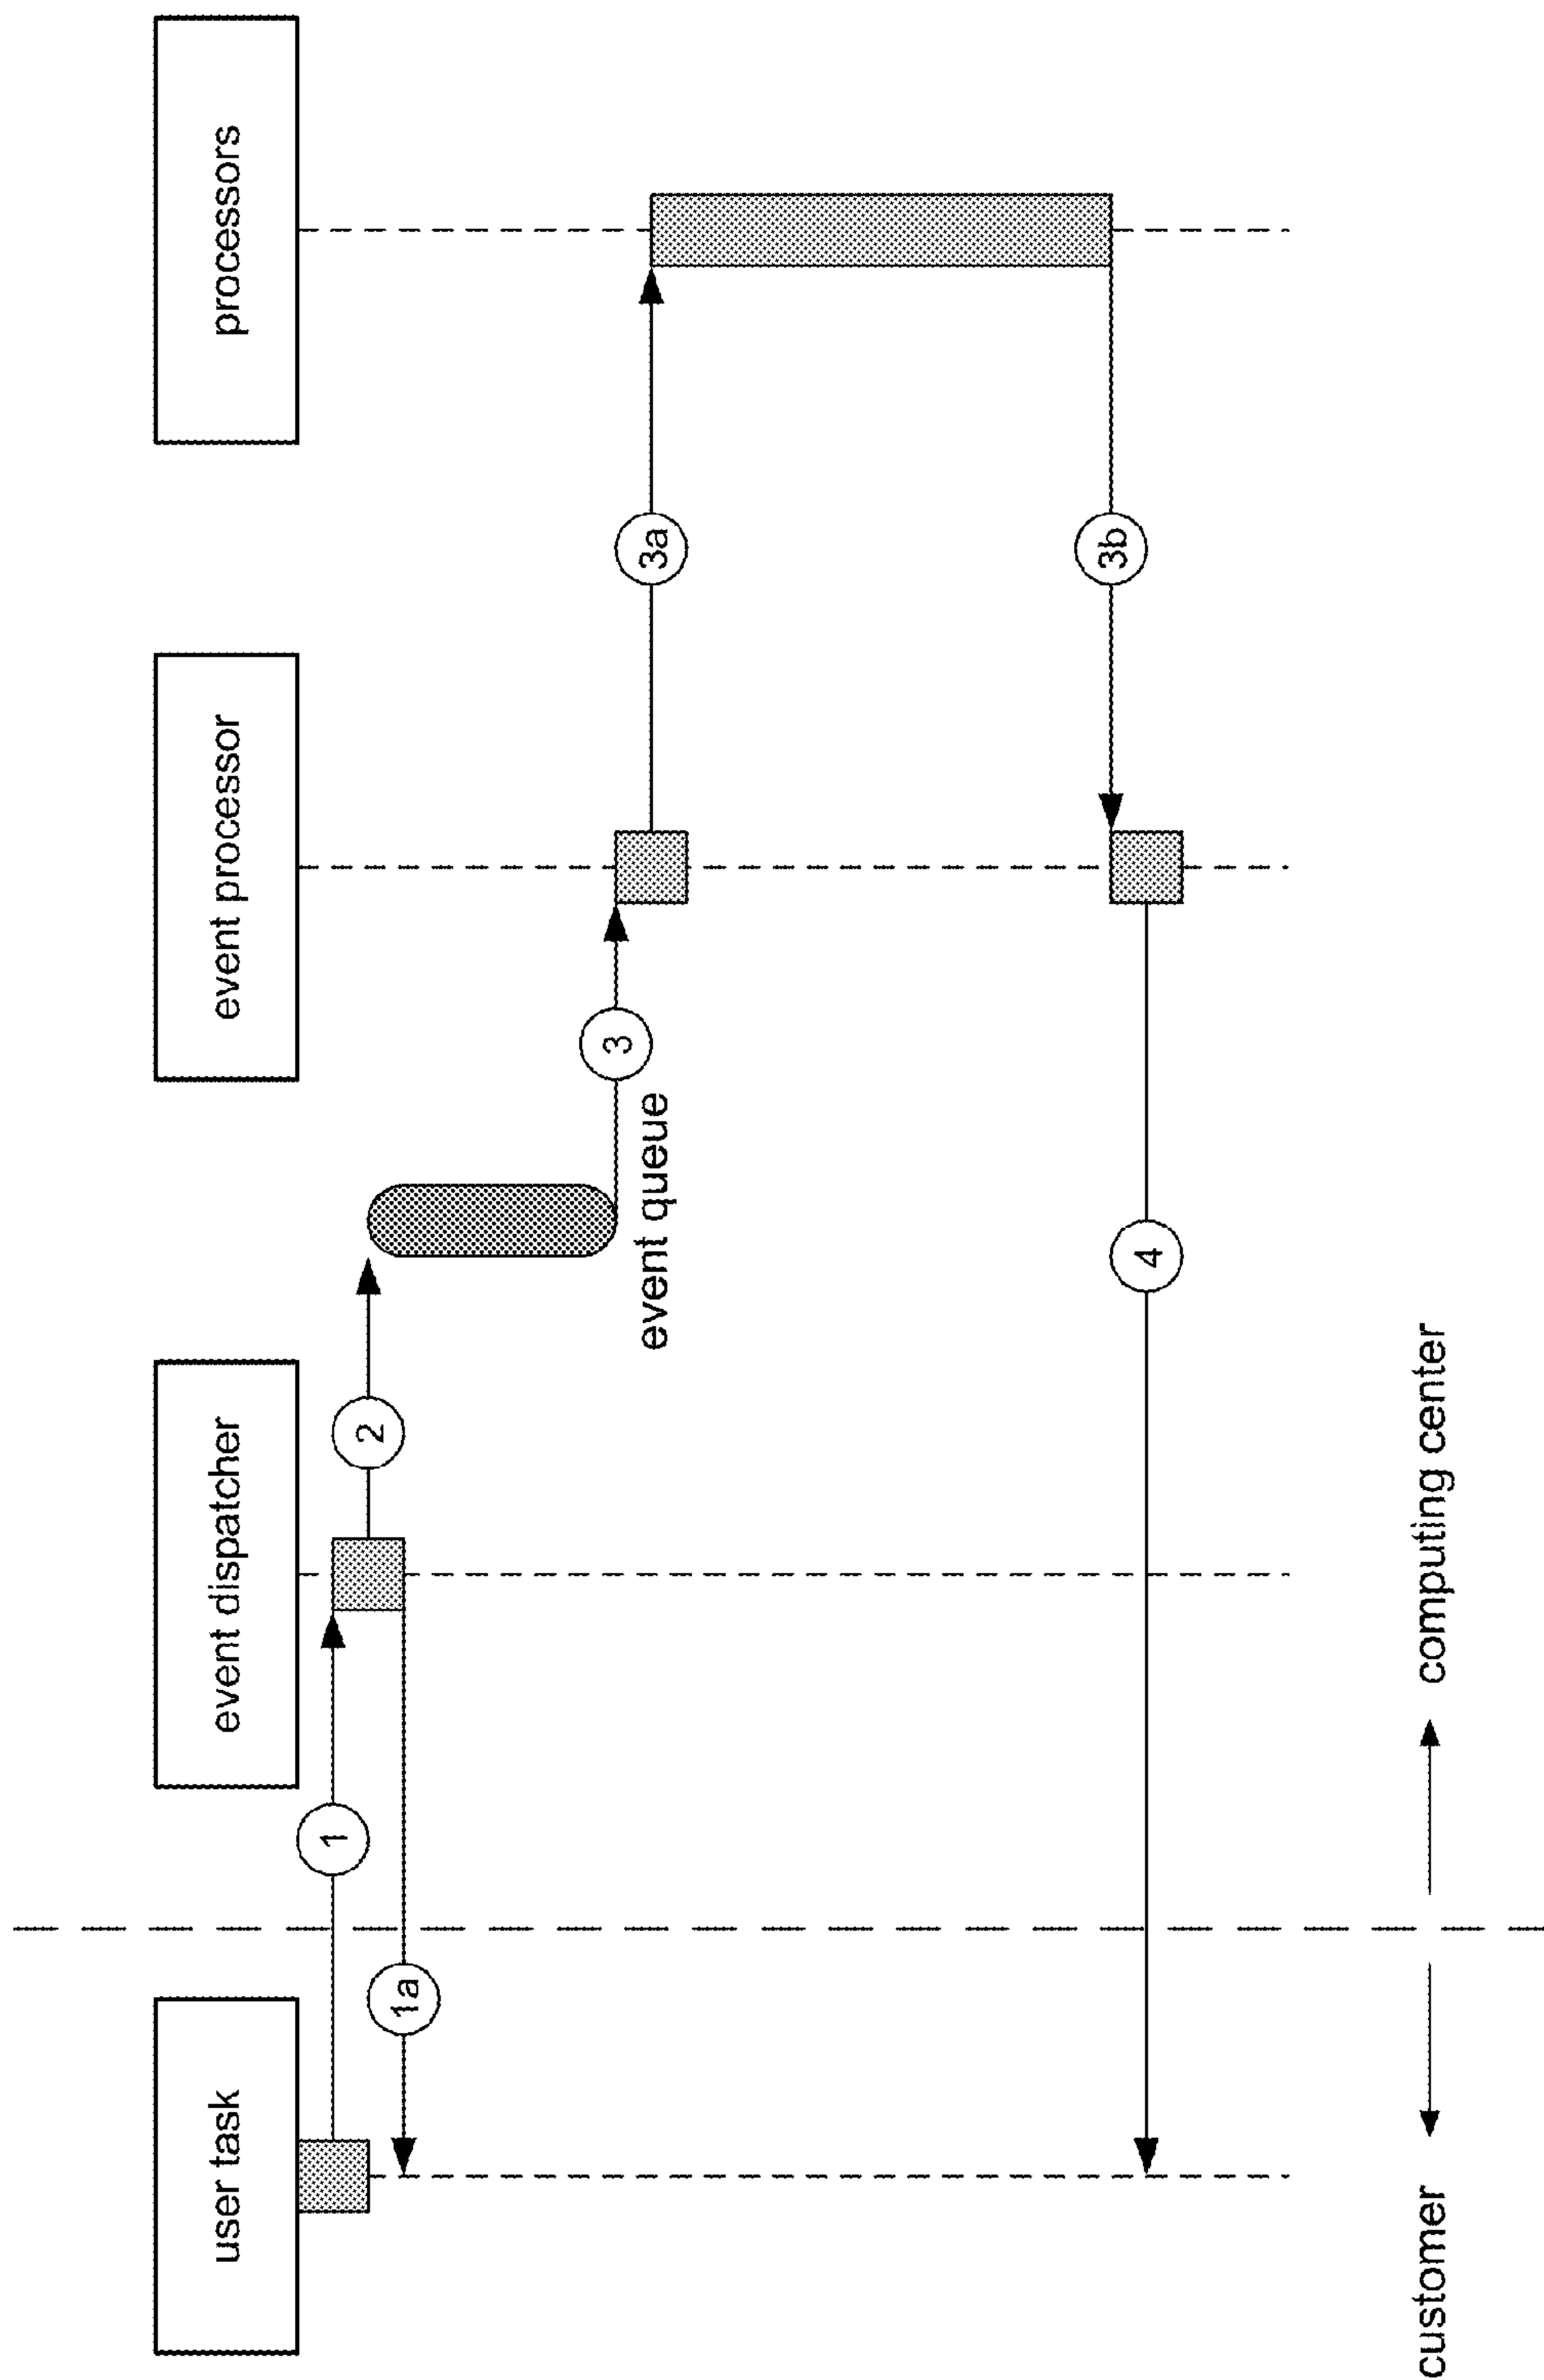 user task
event dispatcher
event processor
processors
1
1a
2
3
event queue
3a
3b
4
customer
computing center